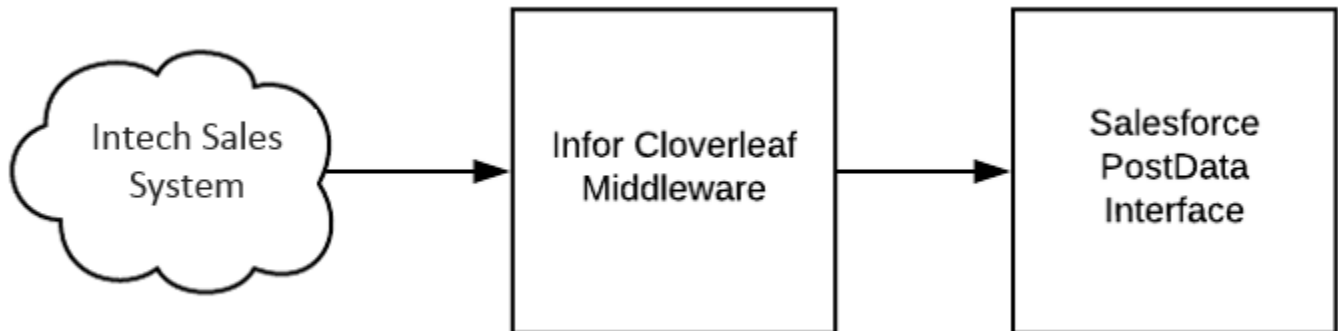 Intech Sales
System
Infor Cloverleaf
Middleware
Salesforce
PostData
Interface